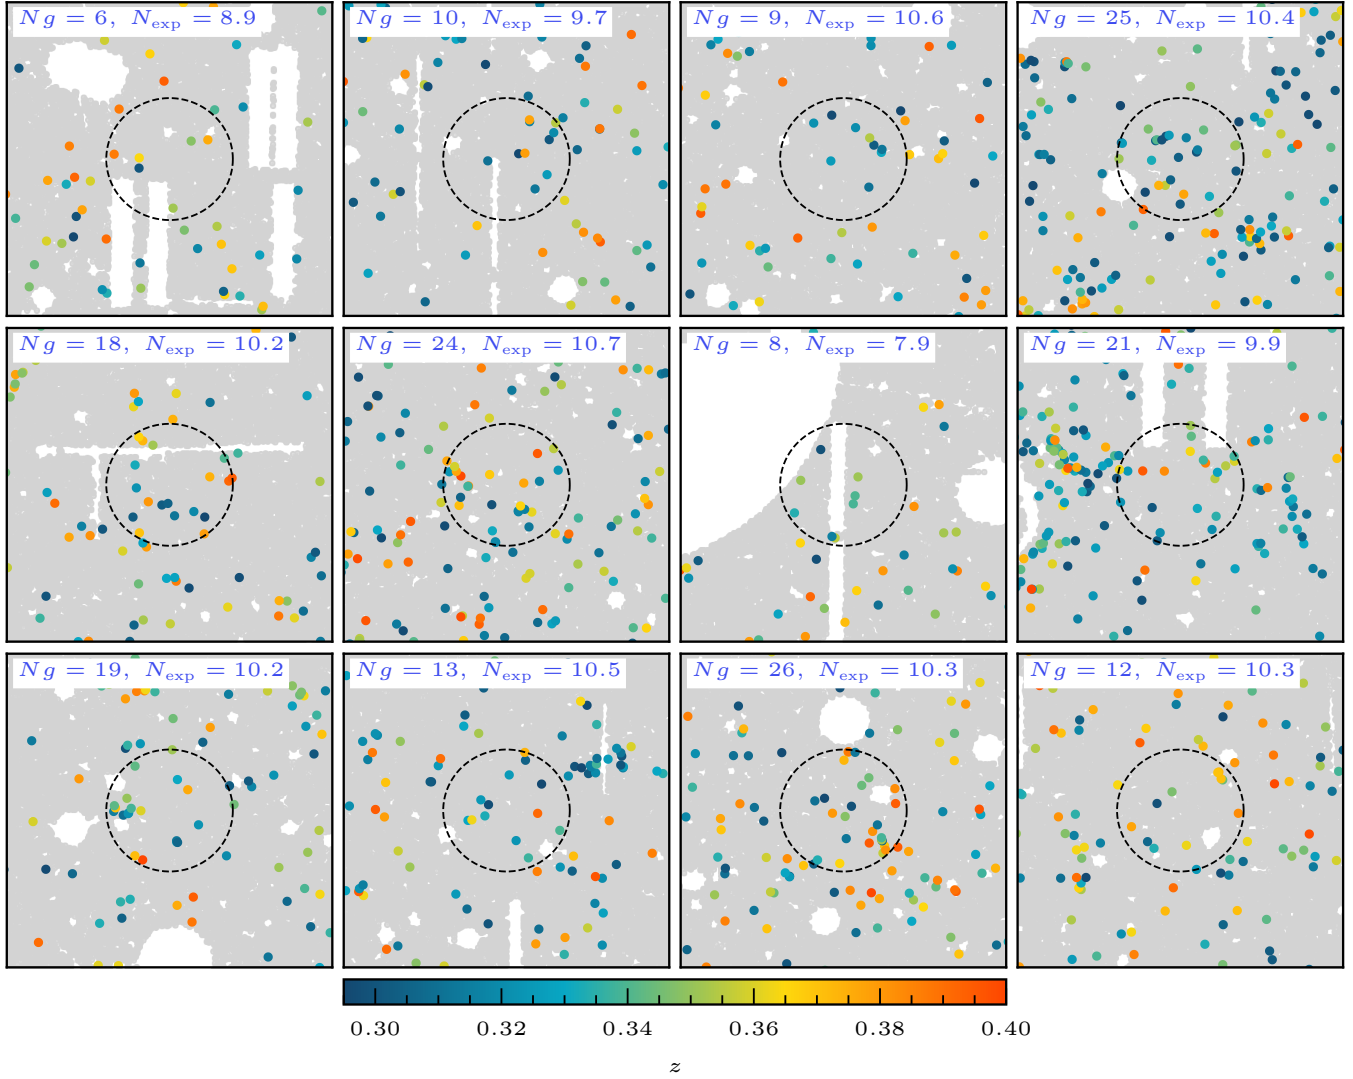 Ng = 6, N_exp = 8.9
Ng = 10, N_exp = 9.7
Ng = 9, N_exp = 10.6
Ng = 25, N_exp = 10.4
Ng = 18, N_exp = 10.2
Ng = 24, N_exp = 10.7
Ng = 8, N_exp = 7.9
Ng = 21, N_exp = 9.9
Ng = 19, N_exp = 10.2
Ng = 13, N_exp = 10.5
Ng = 26, N_exp = 10.3
Ng = 12, N_exp = 10.3
0.30 0.32 0.34 0.36 0.38 0.40
z